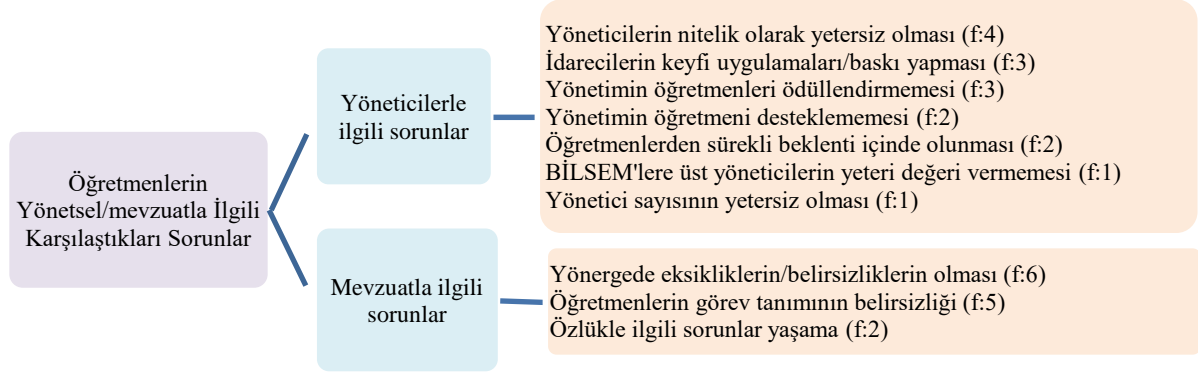 Öğretmenlerin
Yönetsel/mevzuatla İlgili
Karşılaştıkları Sorunlar
Yöneticilerle
ilgili sorunlar
Yöneticilerin nitelik olarak yetersiz olması (f:4)
İdarecilerin keyfi uygulamaları/baskı yapması (f:3)
Yönetimin öğretmenleri ödüllendirmemesi (f:3)
Yönetimin öğretmeni desteklememesi (f:2)
Öğretmenlerden sürekli beklenti içinde olunması (f:2)
BİLSEM'lere üst yöneticilerin yeteri değeri vermemesi (f:1)
Yönetici sayısının yetersiz olması (f:1)
Mevzuatla ilgili
sorunlar
Yönergede eksikliklerin/belirsizliklerin olması (f:6)
Öğretmenlerin görev tanımının belirsizliği (f:5)
Özlükle ilgili sorunlar yaşama (f:2)